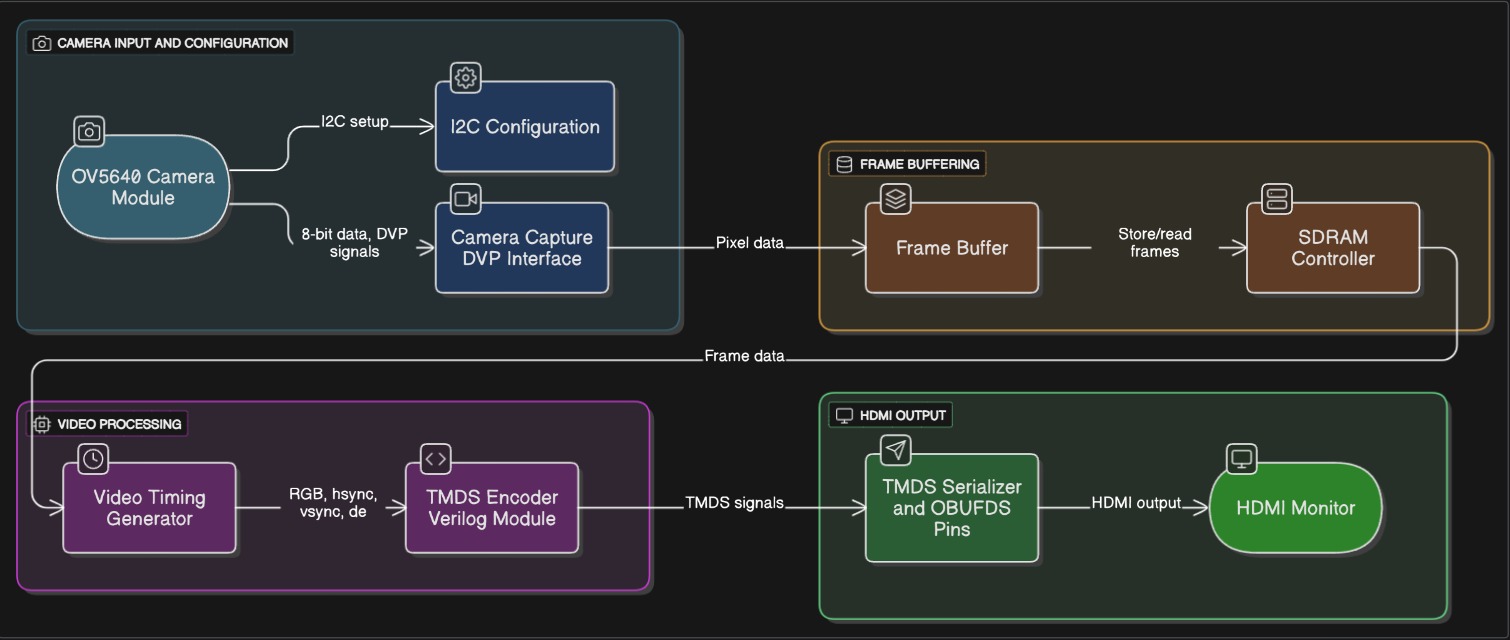 CAMERA INPUT AND CONFIGURATION
I2C setup
I2C Configuration
OV5640 Camera
Module
8-bit data, DVP
signals
Camera Capture
DVP Interface
Pixel data
FRAME BUFFERING
Frame Buffer
Store/read
frames
SDRAM
Controller
Frame data
VIDEO PROCESSING
Video Timing
Generator
RGB, hsync,
vsync, de
TMDS Encoder
Verilog Module
TMDS signals
HDMI OUTPUT
TMDS Serializer
and OBUFDS
Pins
HDMI output
HDMI Monitor